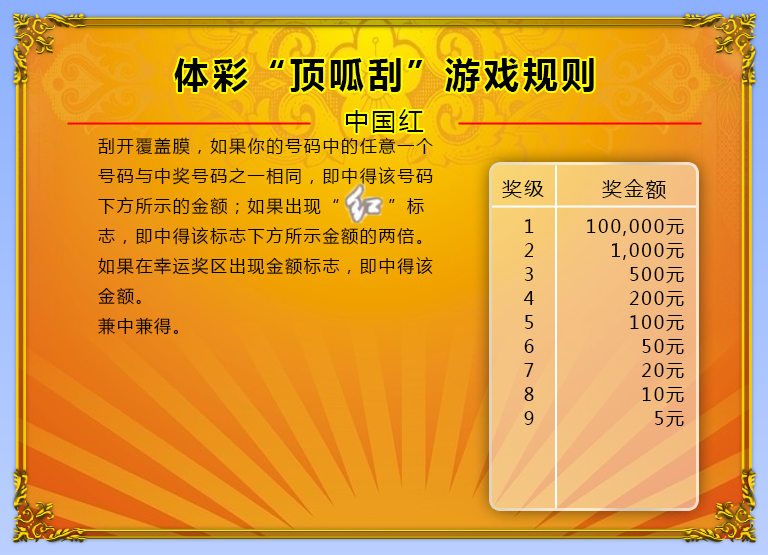 体彩“顶呱刮”游戏规则
中国红
刮开覆盖膜，如果你的号码中的任意一个
号码与中奖号码之一相同，即中得该号码
下方所示的金额；如果出现“红”标
志，即中得该标志下方所示金额的两倍。
如果在幸运奖区出现金额标志，即中得该
金额。
兼中兼得。
奖级 奖金额
1 100,000元
2 1,000元
3 500元
4 200元
5 100元
6 50元
7 20元
8 10元
9 5元